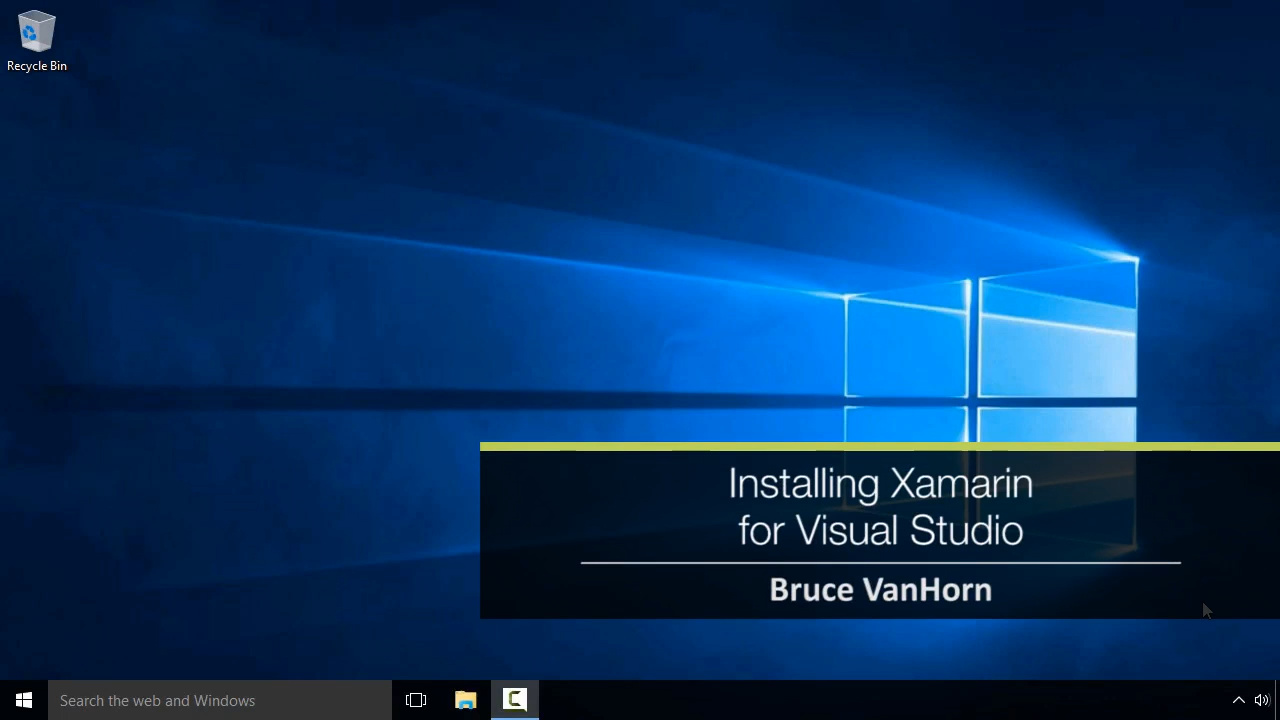 Recycle Bin
Installing Xamarin
for Visual Studio
Bruce VanHorn
Search the web and Windows